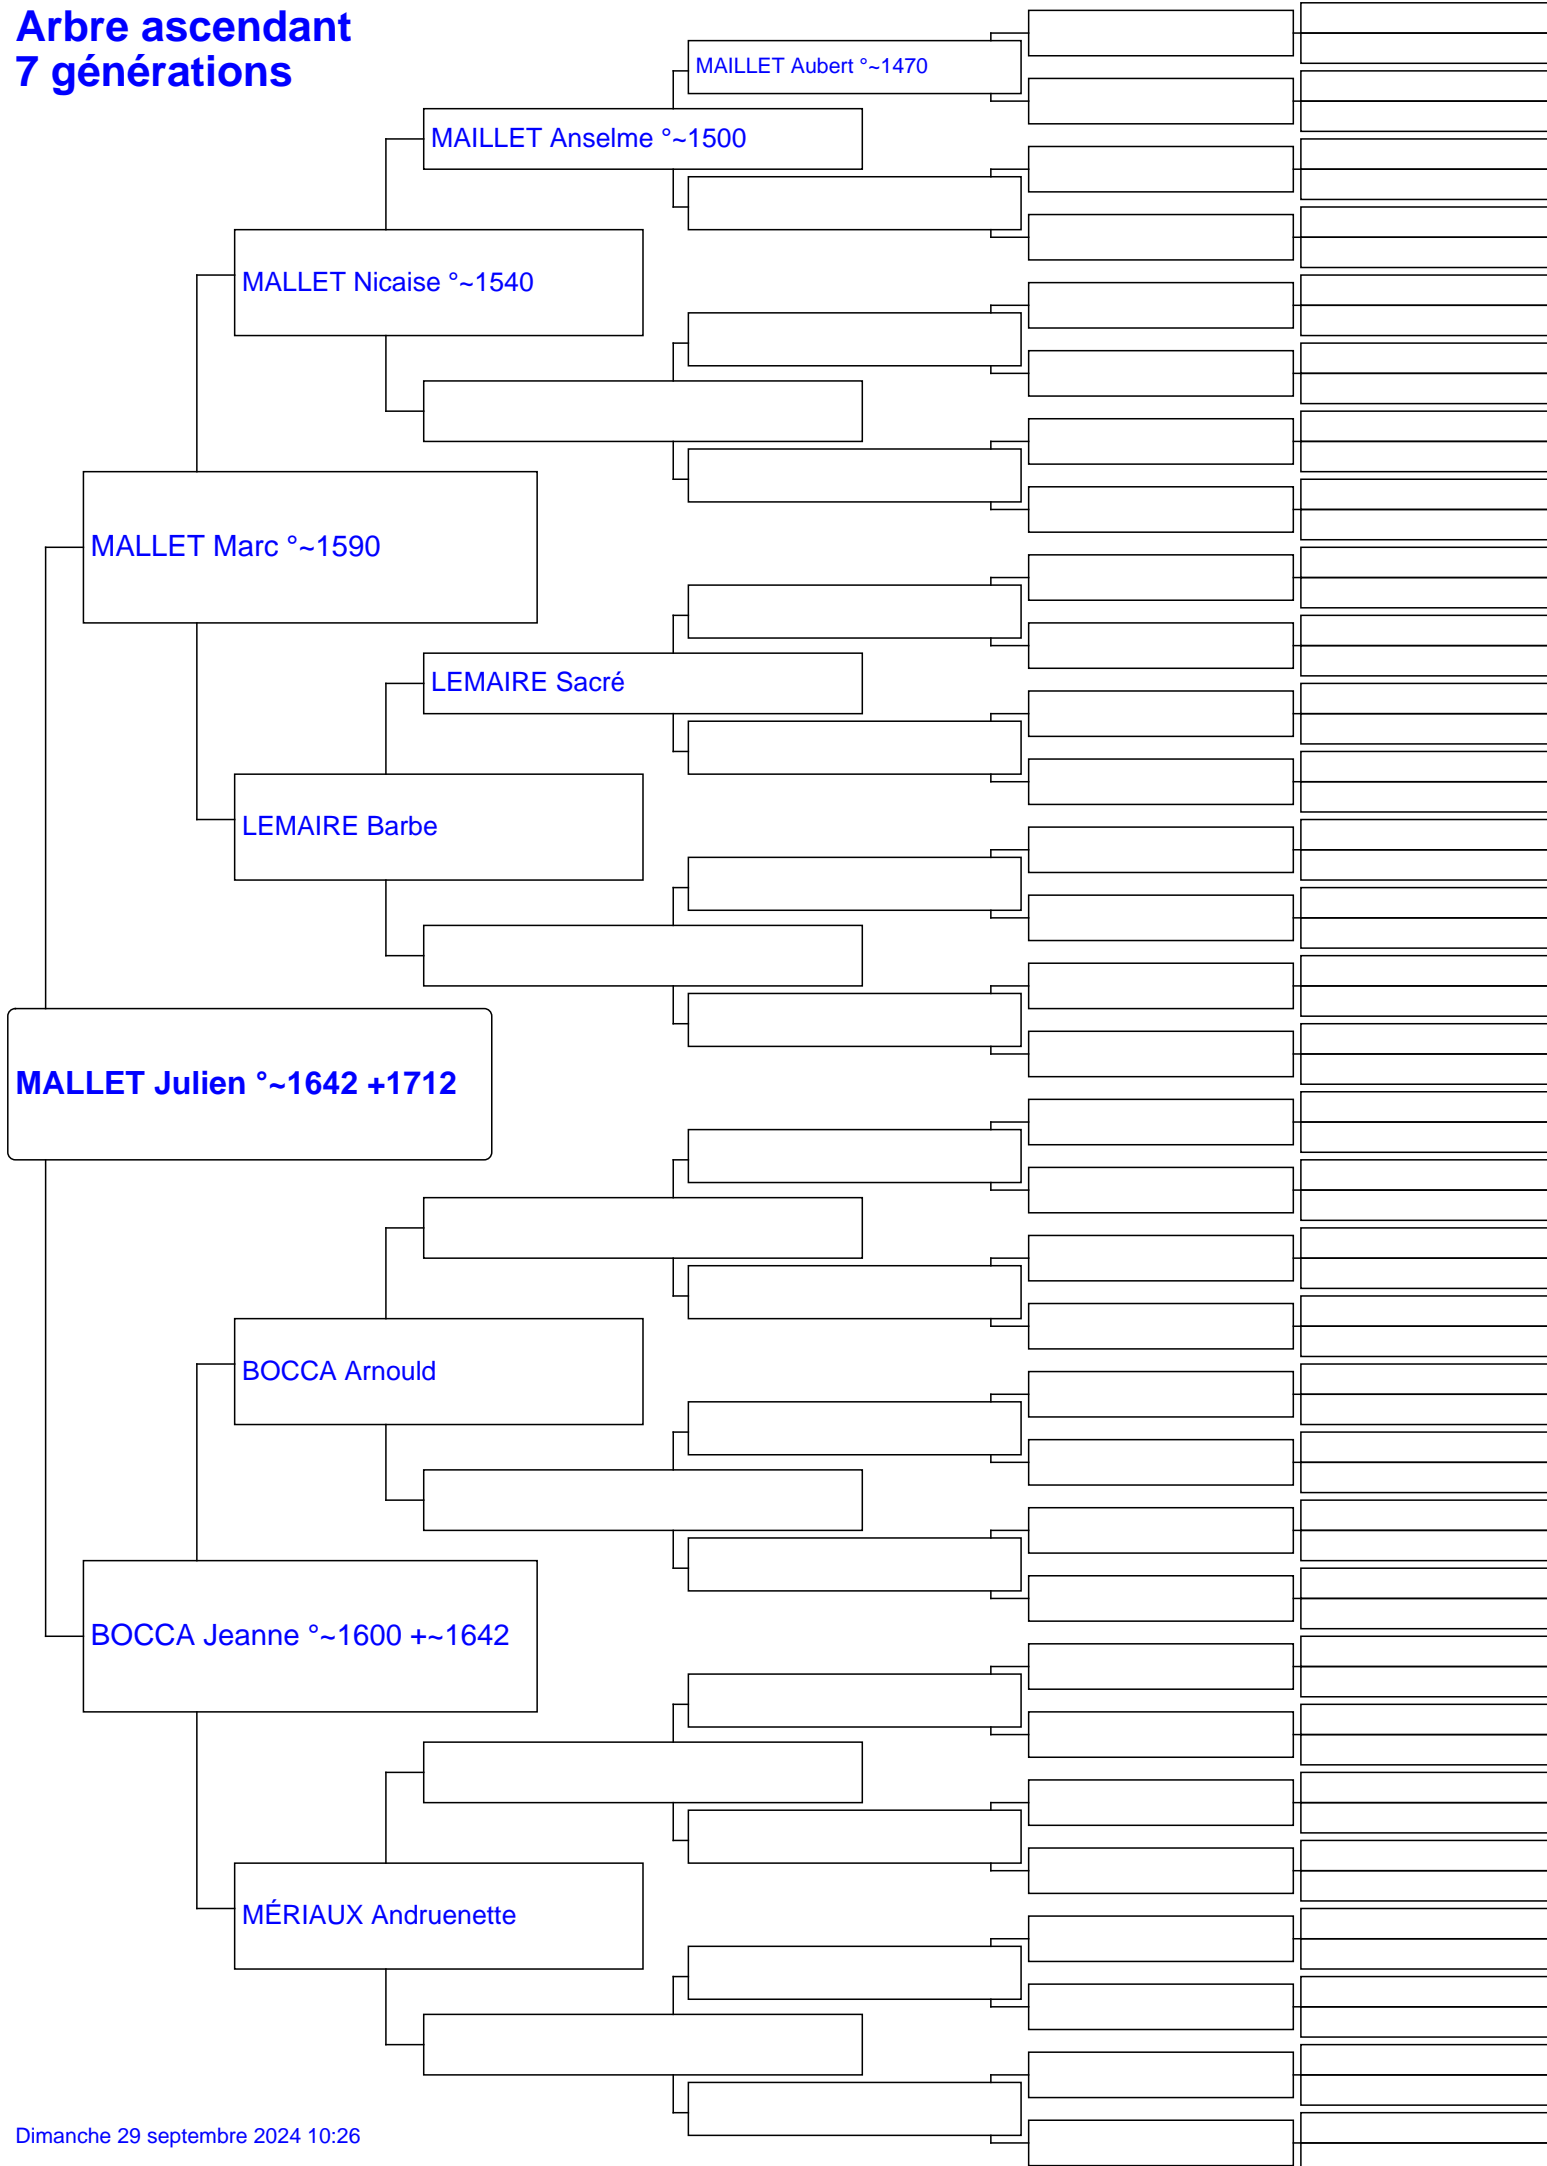 Arbre ascendant
7 générations
MAILLET Aubert °~1470
MAILLET Anselme °~1500
MALLET Nicaise °~1540
MALLET Marc °~1590
LEMAIRE Sacré
LEMAIRE Barbe
MALLET Julien °~1642 +1712
BOCCA Arnould
BOCCA Jeanne °~1600 +~1642
MÉRIAUX Andruenette
Dimanche 29 septembre 2024 10:26